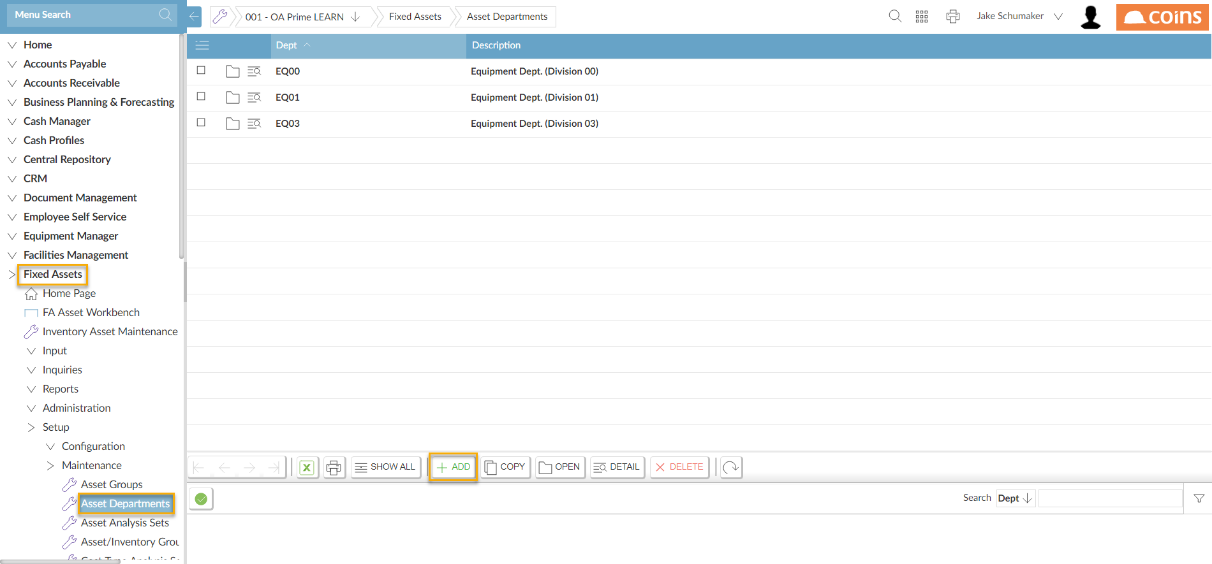 Menu Search
001 - OA Prime LEARN
Fixed Assets
Asset Departments
Jake Schumaker
coins
Home
Accounts Payable
Accounts Receivable
Business Planning & Forecasting
Cash Manager
Cash Profiles
Central Repository
CRM
Document Management
Employee Self Service
Equipment Manager
Facilities Management
Fixed Assets
Home Page
FA Asset Workbench
Inventory Asset Maintenance
Input
Inquiries
Reports
Administration
Setup
Configuration
Maintenance
Asset Groups
Asset Departments
Asset Analysis Sets
Asset/Inventory Grou
Dept Description
EQ00 Equipment Dept. (Division 00)
EQ01 Equipment Dept. (Division 01)
EQ03 Equipment Dept. (Division 03)
SHOW ALL ADD COPY OPEN DETAIL DELETE
Search Dept